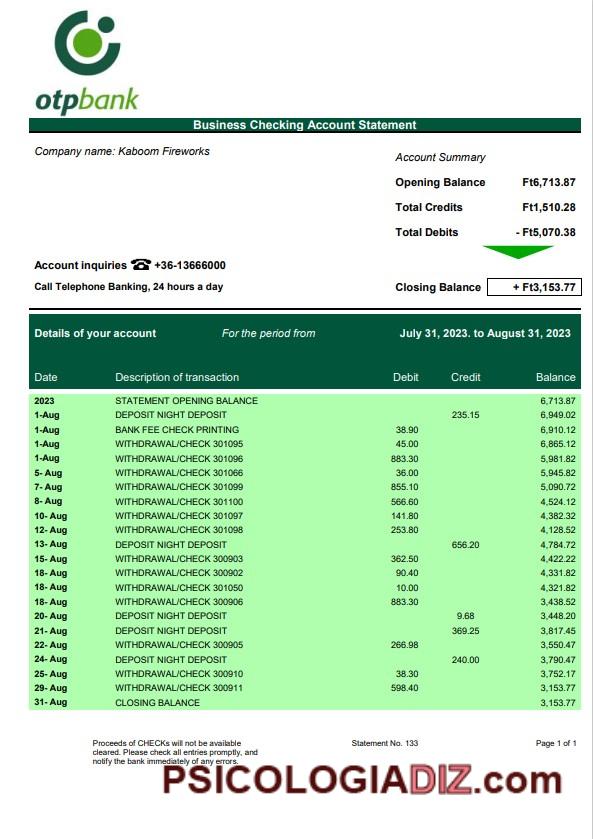 otpbank
Business Checking Account Statement
Company name: Kaboom Fireworks
Account Summary
Opening Balance Ft6,713.87
Total Credits Ft1,510.28
Total Debits - Ft5,070.38
Account inquiries ☎ +36-13666000
Call Telephone Banking, 24 hours a day
Closing Balance + Ft3,153.77
Details of your account For the period from July 31, 2023. to August 31, 2023
Date Description of transaction Debit Credit Balance
2023 STATEMENT OPENING BALANCE 6,713.87
1-Aug DEPOSIT NIGHT DEPOSIT 235.15 6,949.02
1-Aug BANK FEE CHECK PRINTING 38.90 6,910.12
1-Aug WITHDRAWAL/CHECK 301095 45.00 6,865.12
1-Aug WITHDRAWAL/CHECK 301096 883.30 5,981.82
5- Aug WITHDRAWAL/CHECK 301066 36.00 5,945.82
7- Aug WITHDRAWAL/CHECK 301099 855.10 5,090.72
8- Aug WITHDRAWAL/CHECK 301100 566.60 4,524.12
10- Aug WITHDRAWAL/CHECK 301097 141.80 4,382.32
12- Aug WITHDRAWAL/CHECK 301098 253.80 4,128.52
13- Aug DEPOSIT NIGHT DEPOSIT 656.20 4,784.72
15- Aug WITHDRAWAL/CHECK 300903 362.50 4,422.22
18- Aug WITHDRAWAL/CHECK 300902 90.40 4,331.82
18- Aug WITHDRAWAL/CHECK 301050 10.00 4,321.82
18- Aug WITHDRAWAL/CHECK 300906 883.30 3,438.52
20- Aug DEPOSIT NIGHT DEPOSIT 9.68 3,448.20
21- Aug DEPOSIT NIGHT DEPOSIT 369.25 3,817.45
22- Aug WITHDRAWAL/CHECK 300905 266.98 3,550.47
24- Aug DEPOSIT NIGHT DEPOSIT 240.00 3,790.47
25- Aug WITHDRAWAL/CHECK 300910 38.30 3,752.17
29- Aug WITHDRAWAL/CHECK 300911 598.40 3,153.77
31- Aug CLOSING BALANCE 3,153.77
Proceeds of CHECKs will not be available
cleared. Please check all entries promptly, and
notify the bank immediately of any errors.
Statement No. 133
Page 1 of 1
PSICOLOGIADIZ.com